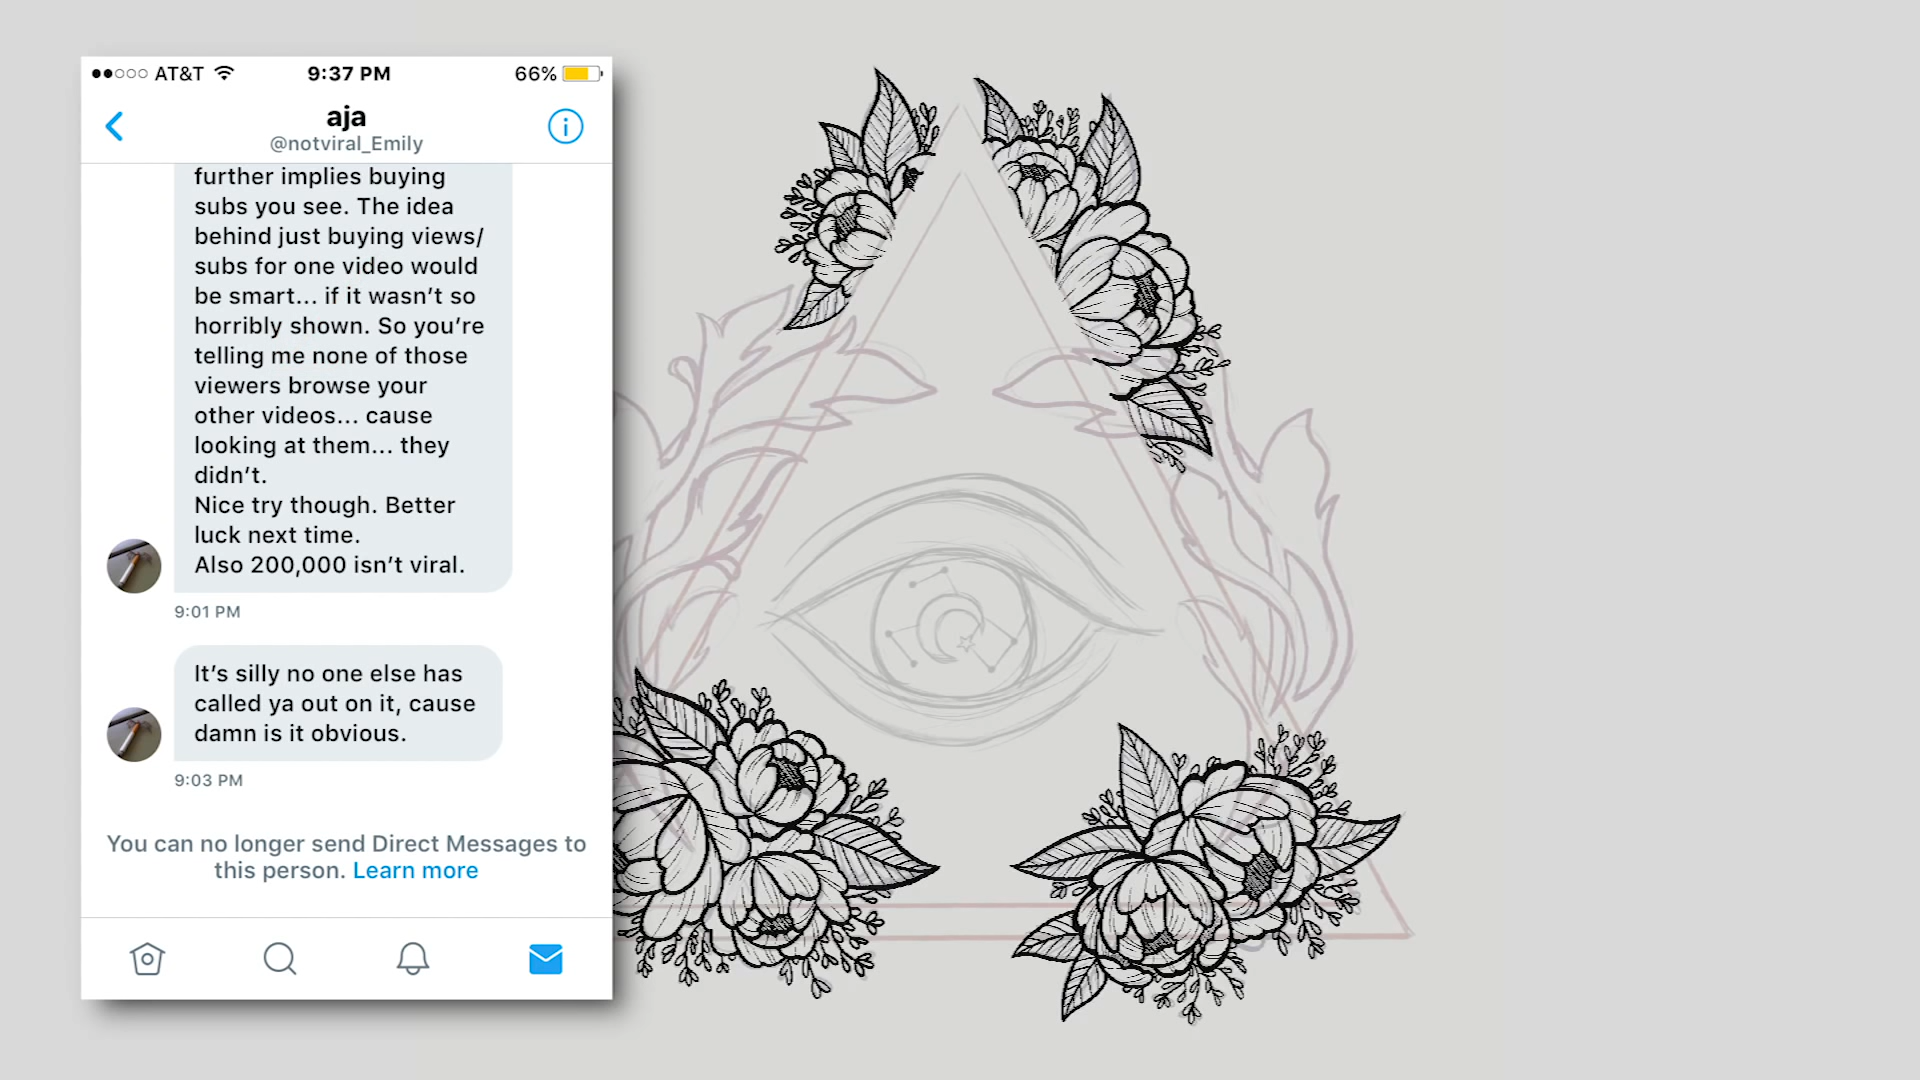 AT&T
9:37 PM
66%
aja
@notviral_Emily
further implies buying
subs you see. The idea
behind just buying views/
subs for one video would
be smart... if it wasn't so
horribly shown. So you're
telling me none of those
viewers browse your
other videos... cause
looking at them... they
didn't.
Nice try though. Better
luck next time.
Also 200,000 isn't viral.
9:01 PM
It's silly no one else has
called ya out on it, cause
damn is it obvious.
9:03 PM
You can no longer send Direct Messages to
this person. Learn more